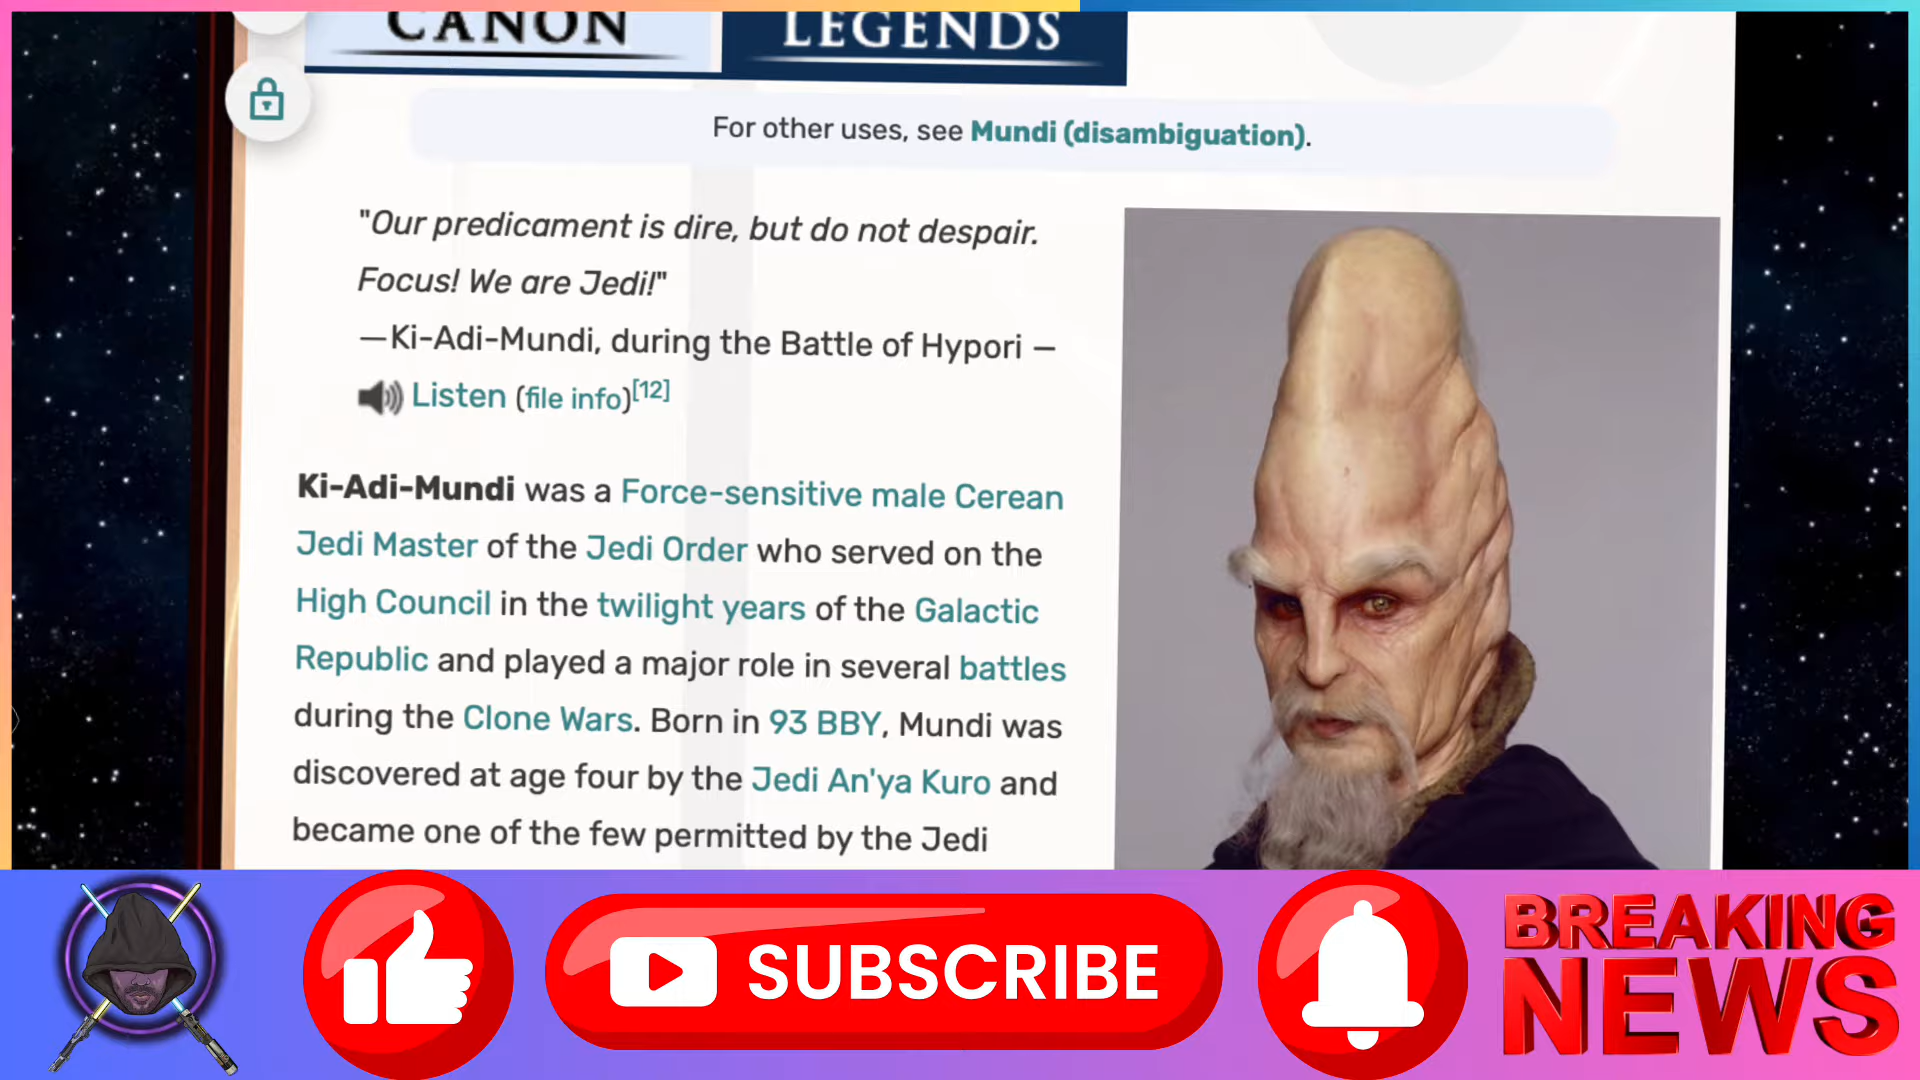 CANON
LEGENDS
For other uses, see Mundi (disambiguation).
"Our predicament is dire, but do not despair.
Focus! We are Jedi!"
—Ki-Adi-Mundi, during the Battle of Hypori —
Listen (file info)[12]
Ki-Adi-Mundi was a Force-sensitive male Cerean
Jedi Master of the Jedi Order who served on the
High Council in the twilight years of the Galactic
Republic and played a major role in several battles
during the Clone Wars. Born in 93 BBY, Mundi was
discovered at age four by the Jedi An'ya Kuro and
became one of the few permitted by the Jedi
SUBSCRIBE
BREAKING
NEWS